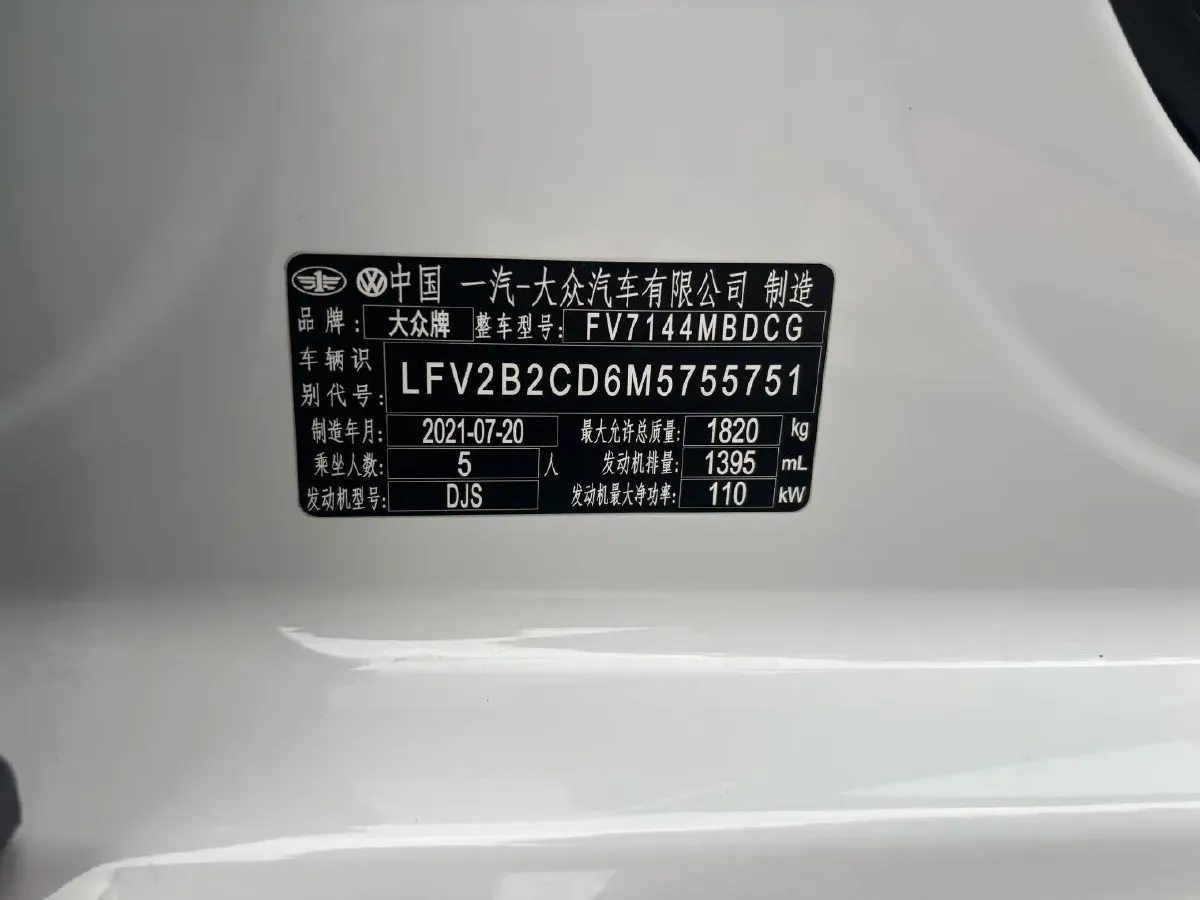 中国 一汽-大众汽车有限公司 制造
品牌: 大众牌 整车型号: FV7144MBDCG
车辆识别代号: LFV2B2CD6M5755751
制造年月: 2021-07-20 最大允许总质量: 1820 kg
乘坐人数: 5 人 发动机排量: 1395 mL
发动机型号: DJS 发动机最大净功率: 110 kW